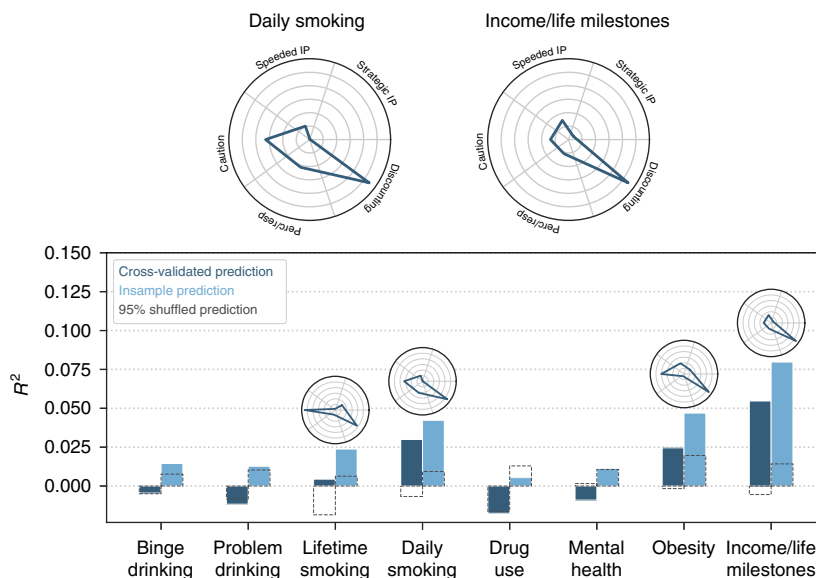 Daily smoking
Income/life milestones
Speeded IP
Strategic IP
Caution
Discounting
Perc/resp
Speeded IP
Strategic IP
Caution
Discounting
Perc/resp
0.150
0.125
0.100
0.075
0.050
0.025
0.000
R²
Cross-validated prediction
Insample prediction
95% shuffled prediction
Binge
drinking
Problem
drinking
Lifetime
smoking
Daily
smoking
Drug
use
Mental
health
Obesity
Income/life
milestones